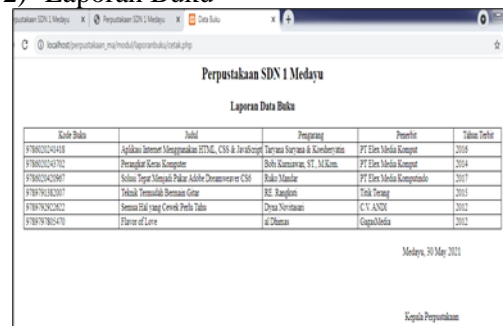 2) Laporan Buku
Perpustakaan SDN 1 Medayu
Perpustakaan SDN 1 Medayu
Data Buku
localhost/perpustakaan_ma/modul/laporanbuku/cetak.php
Perpustakaan SDN 1 Medayu
Laporan Data Buku
Kode Buku Judul Pengarang Penerbit Tahun Terbit
9786020241418 Aplikasi Internet Menggunakan HTML, CSS & JavaScript Taryana Suryana & Koesheryatin PT Elex Media Komput 2016
9786020243702 Perangkat Keras Komputer Bobi Kurniawan, ST., M.Kom. PT Elex Media Komput 2014
9786020420967 Solusi Tepat Menjadi Pakar Adobe Dreamweaver CS6 Riko Mandar PT Elex Media Komputindo 2017
9789791382007 Teknik Termudah Bermain Gitar RE. Rangkuti Titik Terang 2015
9789792922622 Semua Hal yang Cewek Perlu Tahu Dyna Novitasari C.V. ANDI 2012
9789797805470 Flavor of Love al Dhimas GagasMedia 2012
Medayu, 30 May 2021
Kepala Perpustakaan